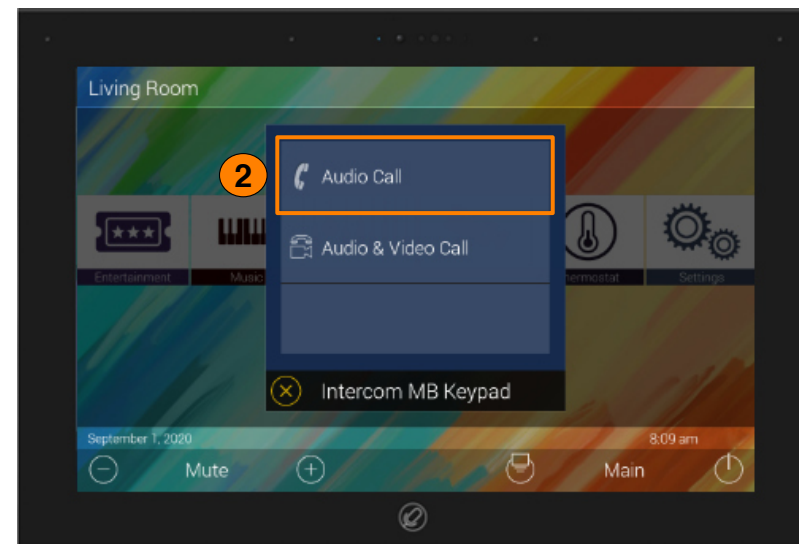 Living Room
2
Audio Call
Audio & Video Call
Entertainment
Music
ermostat
Settings
Intercom MB Keypad
September 1, 2020
8:09 am
Mute
Main